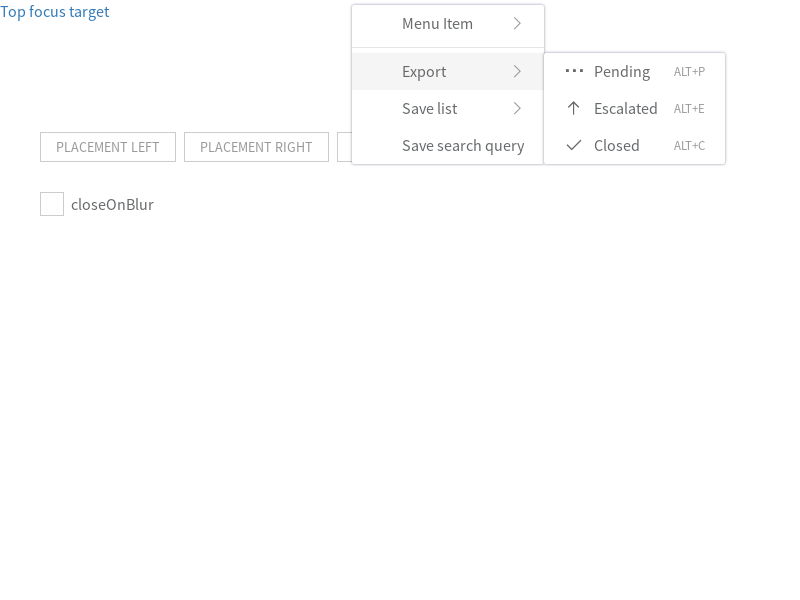 Top focus target
Menu Item
Export
Pending ALT+P
Save list
Escalated ALT+E
PLACEMENT LEFT
PLACEMENT RIGHT
Save search query
Closed ALT+C
closeOnBlur